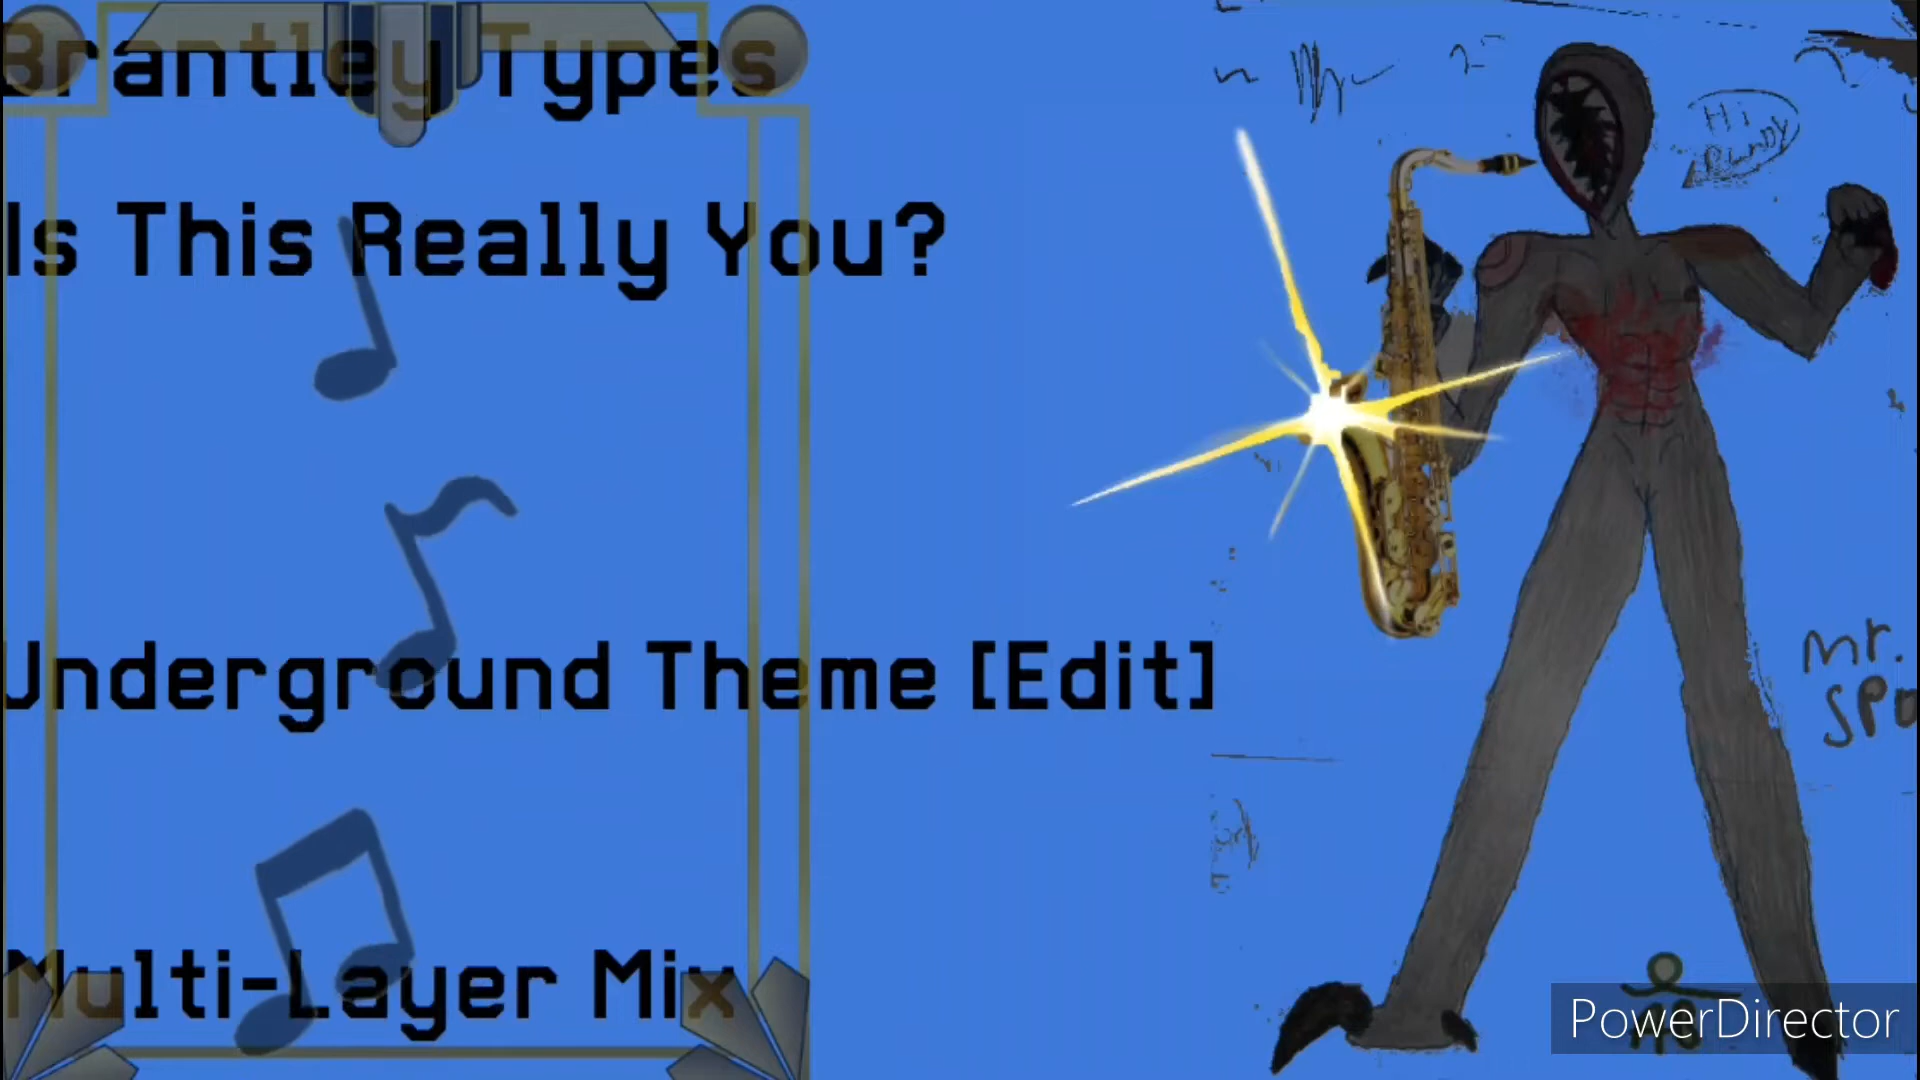 Brantley Types
Is This Really You?
Underground Theme [Edit]
Multi-Layer Mix
Hi
mr.
PowerDirector